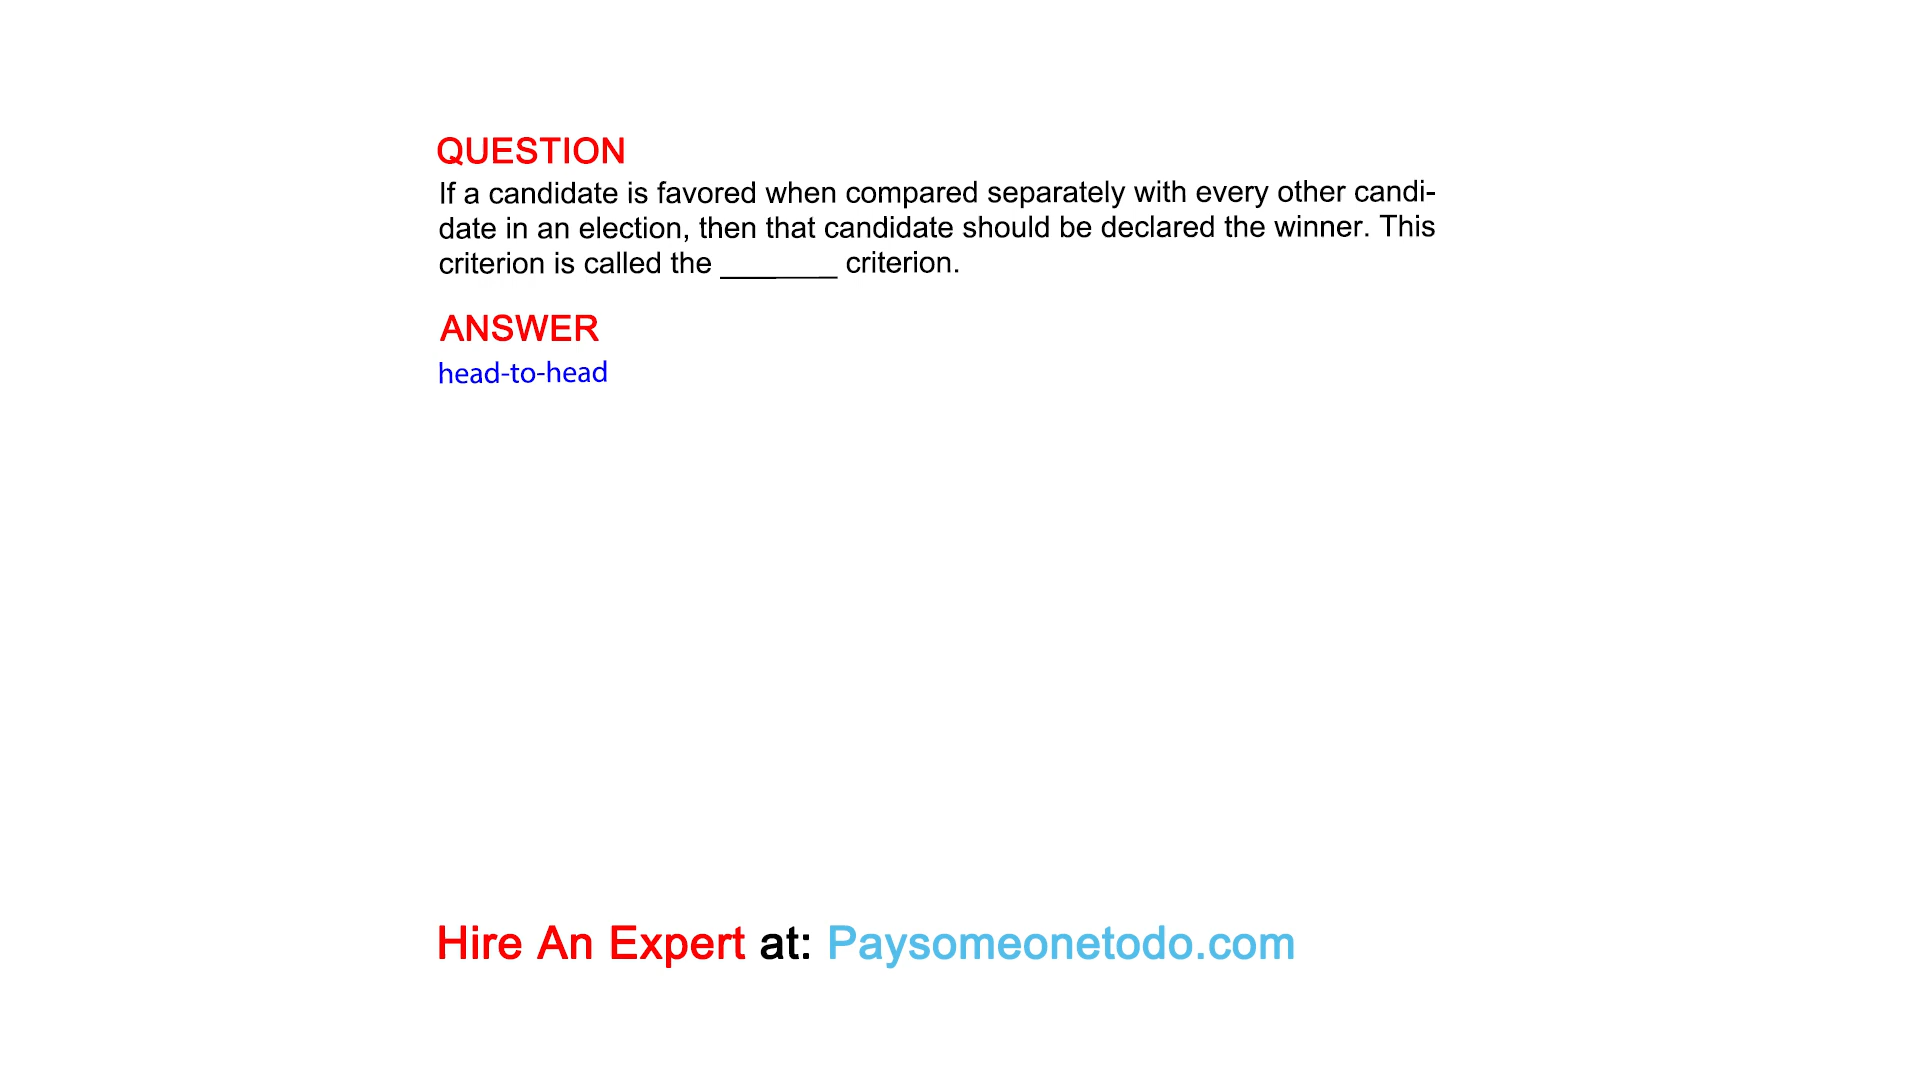 QUESTION
If a candidate is favored when compared separately with every other candi-
date in an election, then that candidate should be declared the winner. This
criterion is called the _______ criterion.
ANSWER
head-to-head
Hire An Expert at: Paysomeonetodo.com